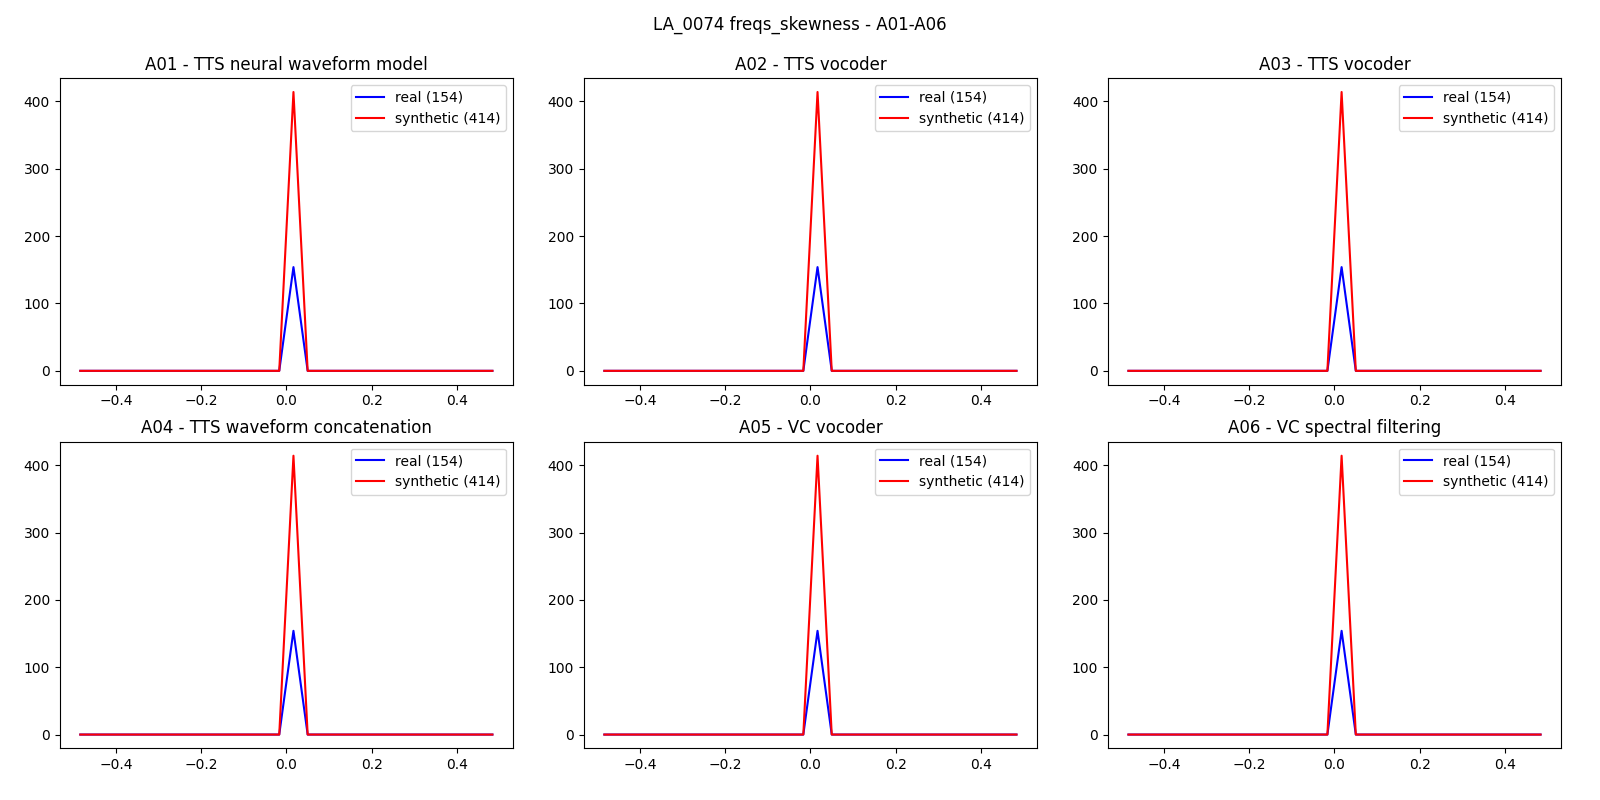 LA_0074 freqs_skewness - A01-A06
A01 - TTS neural waveform model
A02 - TTS vocoder
A03 - TTS vocoder
400
300
200
100
0
−0.4 −0.2 0.0 0.2 0.4
real (154)
synthetic (414)
400
300
200
100
0
−0.4 −0.2 0.0 0.2 0.4
real (154)
synthetic (414)
400
300
200
100
0
−0.4 −0.2 0.0 0.2 0.4
real (154)
synthetic (414)
A04 - TTS waveform concatenation
A05 - VC vocoder
A06 - VC spectral filtering
400
300
200
100
0
−0.4 −0.2 0.0 0.2 0.4
real (154)
synthetic (414)
400
300
200
100
0
−0.4 −0.2 0.0 0.2 0.4
real (154)
synthetic (414)
400
300
200
100
0
−0.4 −0.2 0.0 0.2 0.4
real (154)
synthetic (414)